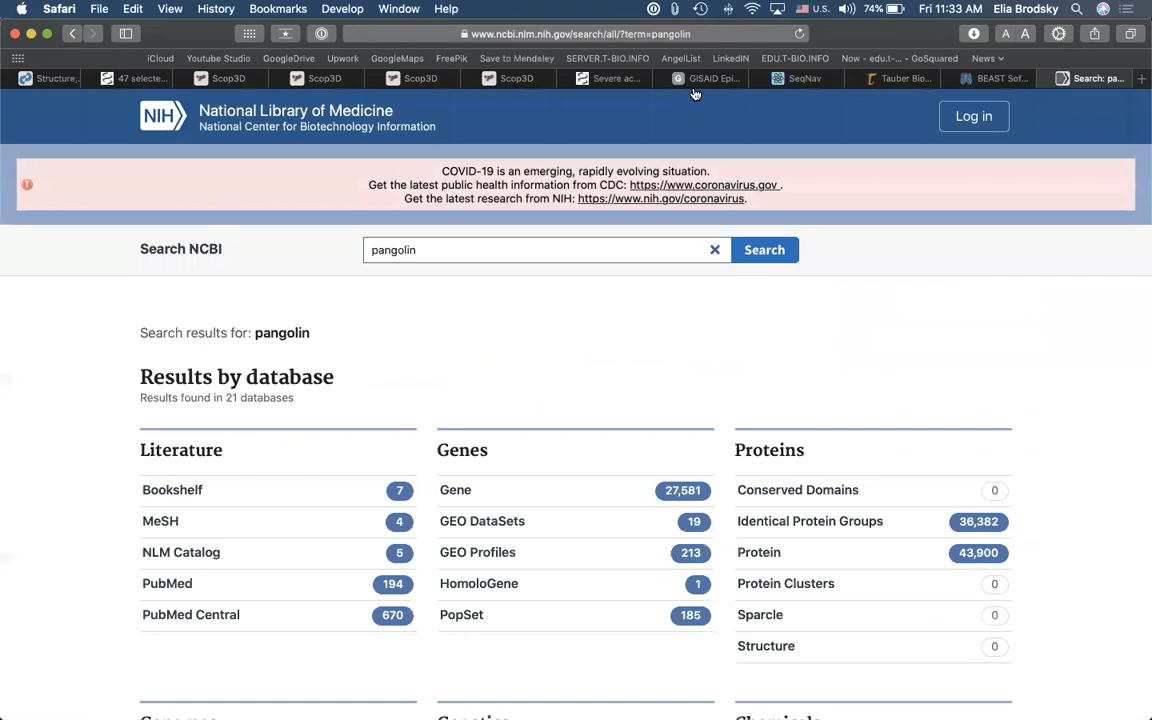 Safari File Edit View History Bookmarks Develop Window Help U.S. 74% Fri 11:33 AM Elia Brodsky
www.ncbi.nlm.nih.gov/search/all/?term=pangolin A A
iCloud Youtube Studio GoogleDrive Upwork GoogleMaps FreePik Save to Mendeley SERVER.T-BIO.INFO AngelList LinkedIN EDU.T-BIO.INFO Now - edu.t-... - GoSquared News
Structure,... 47 selecte... Scop3D Scop3D Scop3D Scop3D Severe ac... G GISAID Epi... SeqNav Tauber Bio... BEAST Sof... Search: pa... +
NIH National Library of Medicine
National Center for Biotechnology Information
Log in
COVID-19 is an emerging, rapidly evolving situation.
! Get the latest public health information from CDC: https://www.coronavirus.gov .
Get the latest research from NIH: https://www.nih.gov/coronavirus.
Search NCBI pangolin Search
Search results for: pangolin
Results by database
Results found in 21 databases
Literature
Bookshelf 7
MeSH 4
NLM Catalog 5
PubMed 194
PubMed Central 670
Genes
Gene 27,581
GEO DataSets 19
GEO Profiles 213
HomoloGene 1
PopSet 185
Proteins
Conserved Domains 0
Identical Protein Groups 36,382
Protein 43,900
Protein Clusters 0
Sparcle 0
Structure 0
Genomes Genetics Chemicals